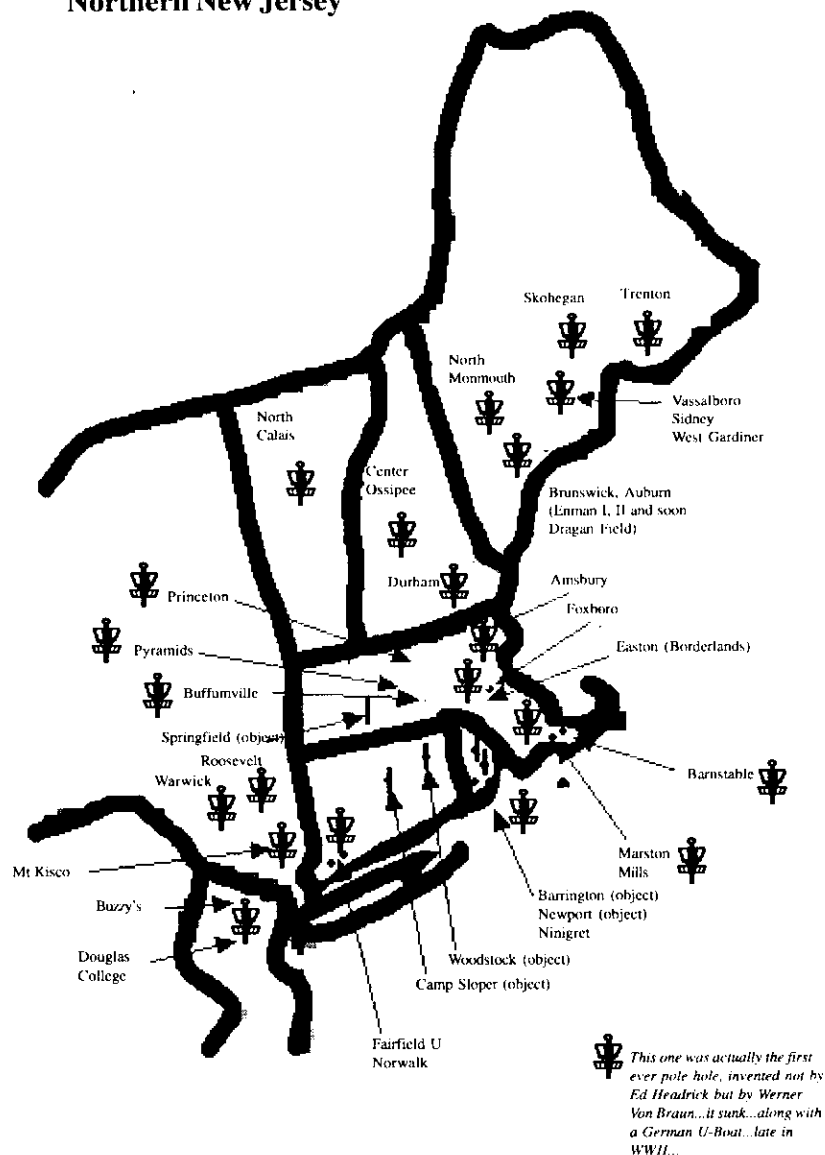 Northern New Jersey
Skohegan
Trenton
North
Monmouth
Vassalboro
Sidney
West Gardiner
North
Calais
Center
Ossipee
Brunswick, Auburn
(Enman I, II and soon
Dragan Field)
Durham
Amsbury
Princeton
Foxboro
Pyramids
Easton (Borderlands)
Buffumville
Springfield (object)
Roosevelt
Warwick
Barnstable
Mt Kisco
Marston
Mills
Buzzy's
Barrington (object)
Newport (object)
Ninigret
Douglas
College
Woodstock (object)
Camp Sloper (object)
Fairfield U
Norwalk
This one was actually the first
ever pole hole, invented not by
Ed Headrick but by Werner
Von Braun...it sunk...along with
a German U-Boat...late in
WWII...